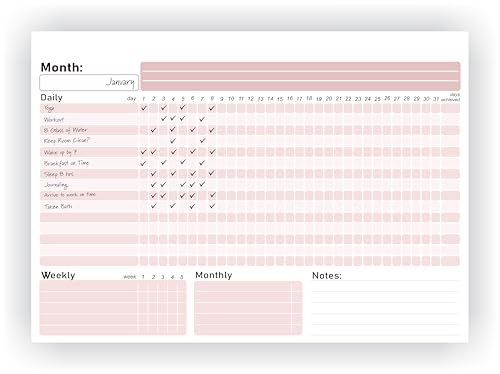 Month:
January
Daily day 1 2 3 4 5 6 7 8 9 10 11 12 13 14 15 16 17 18 19 20 21 22 23 24 25 26 27 28 29 30 31 days achieved
Yoga
Workout
8 Glass of Water
Keep Room Clean?
Wake up by 7
Breakfast on Time
Sleep 8 hrs
Journaling
Arrive to work on time
Taken Bath
Weekly week 1 2 3 4 5
Monthly
Notes: